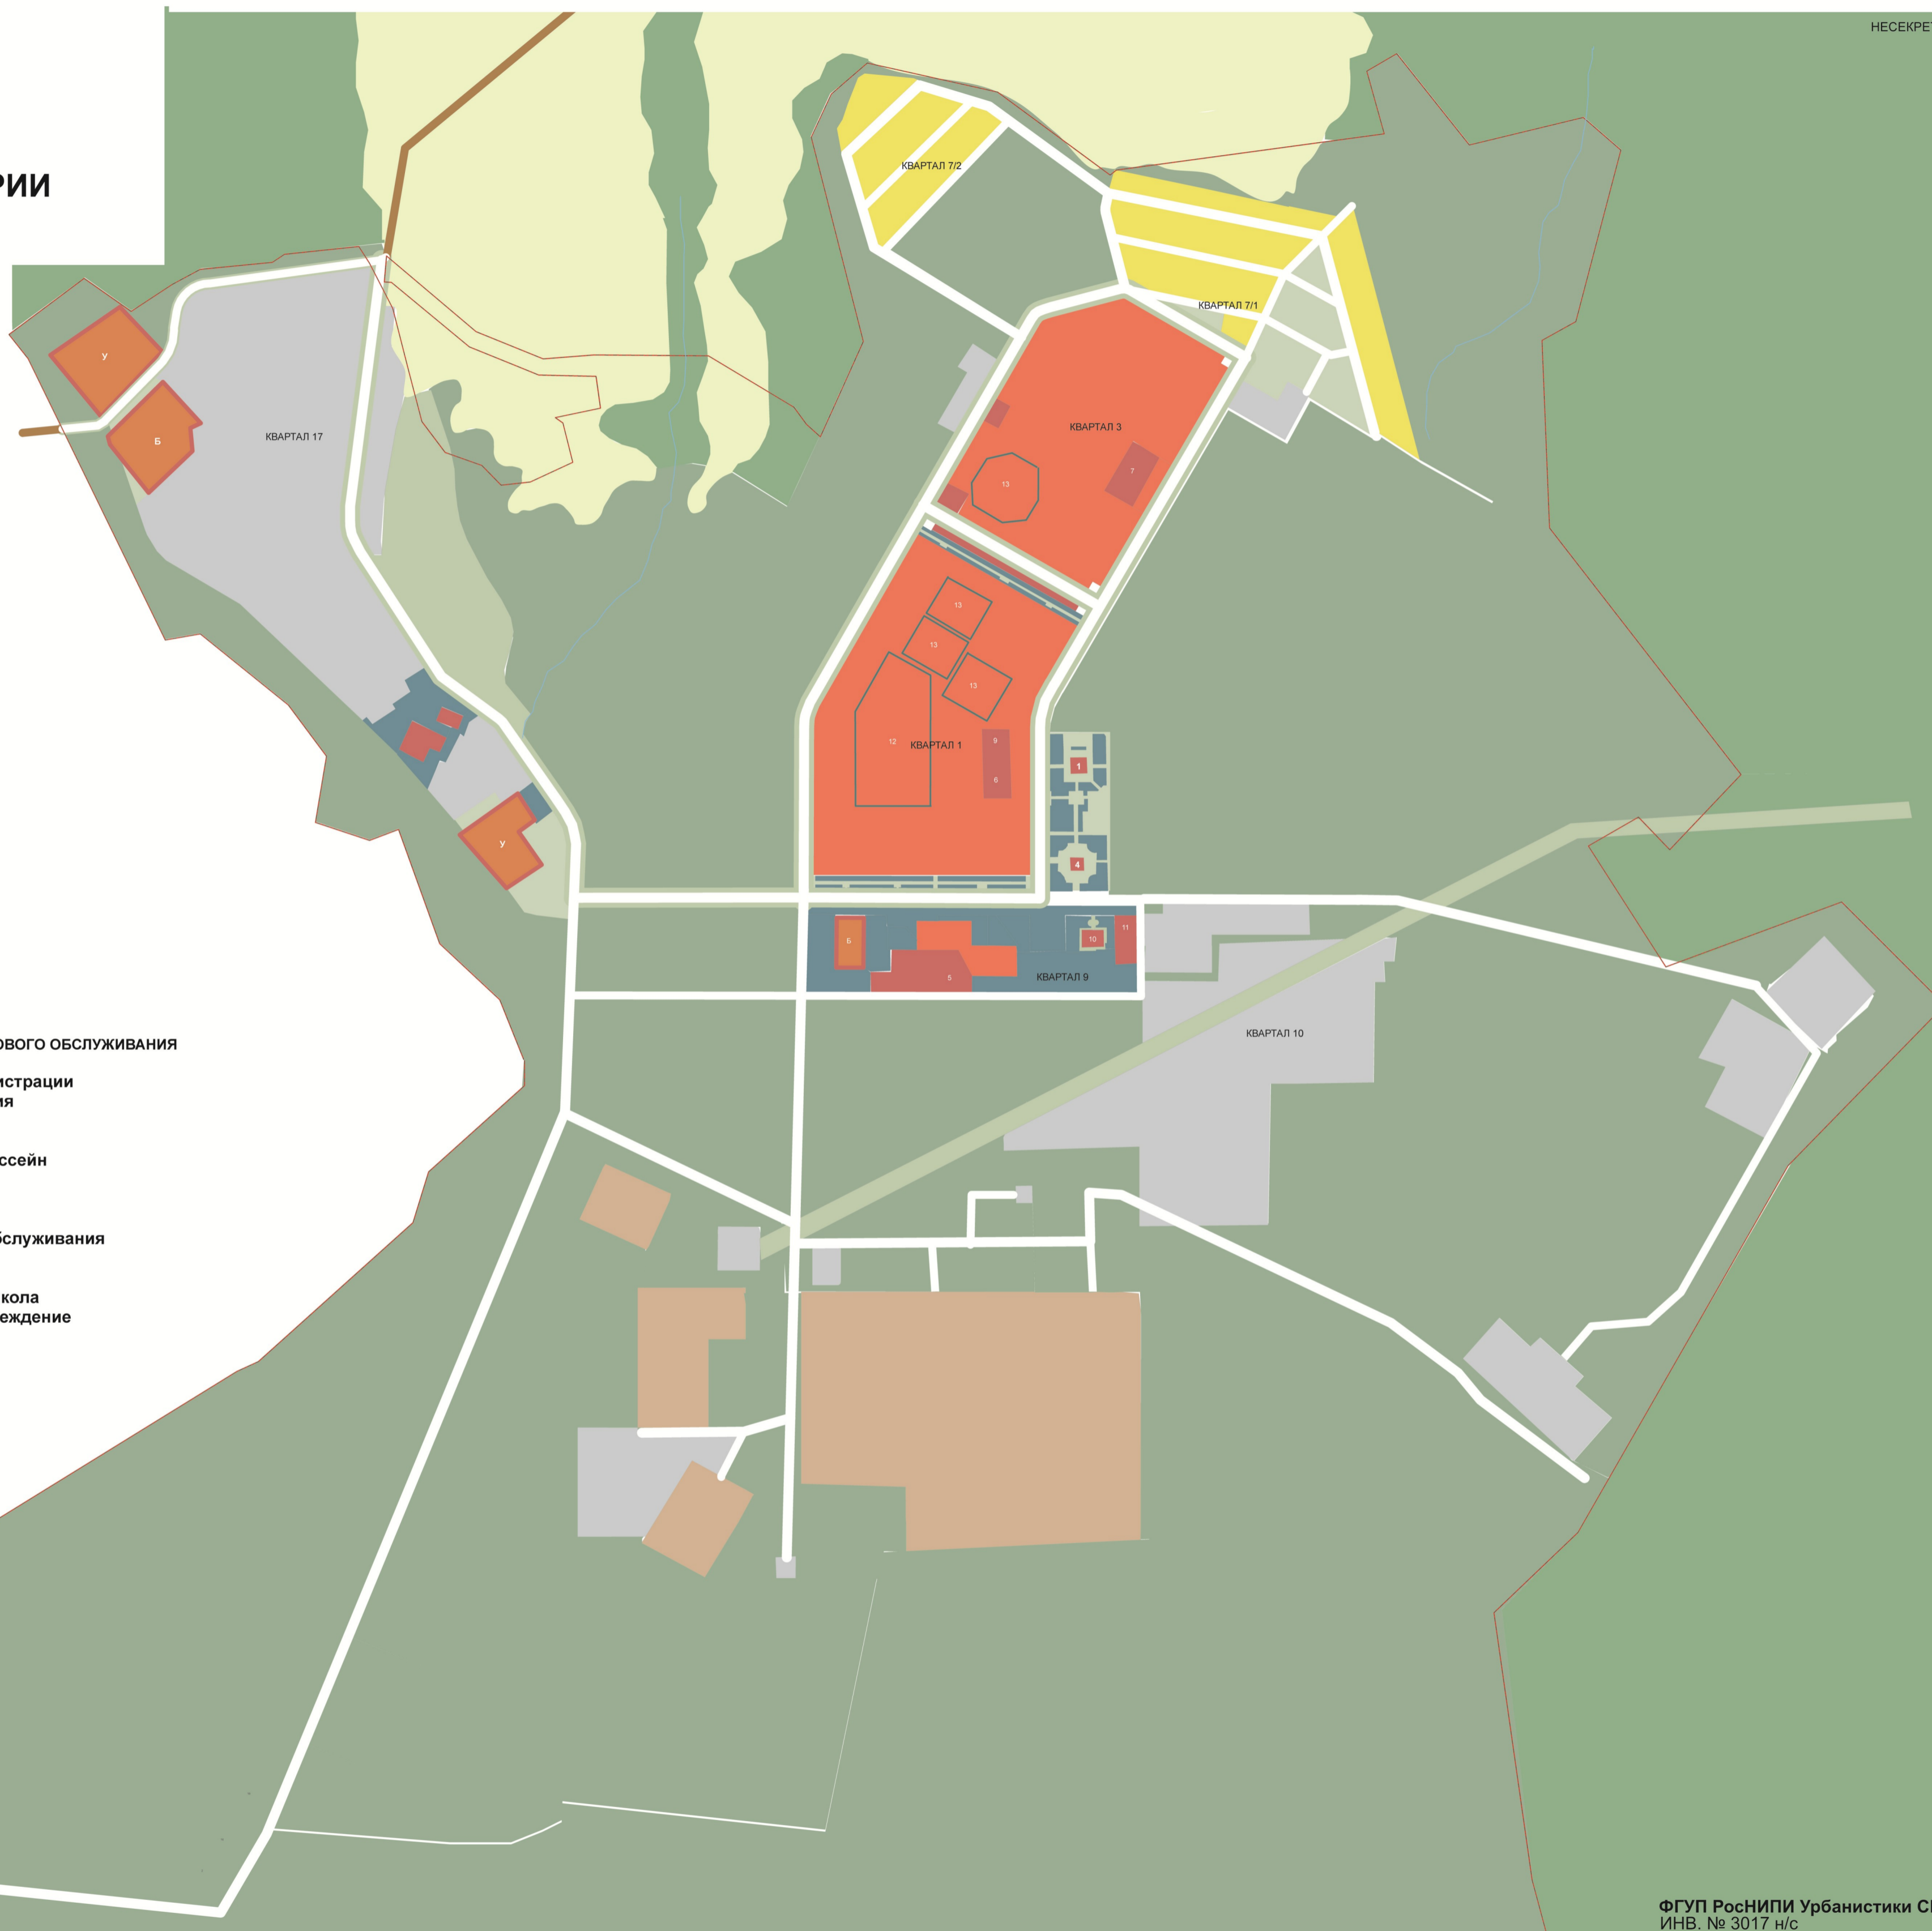 НЕСЕКРЕТ
РИИ
КВАРТАЛ 7/2
КВАРТАЛ 7/1
У
Б
КВАРТАЛ 17
КВАРТАЛ 3
7
13
13
13
13
12
КВАРТАЛ 1
9
6
1
У
4
Б
5
10
11
КВАРТАЛ 9
КВАРТАЛ 10
ОВОГО ОБСЛУЖИВАНИЯ
истрации
ия
ссейн
бслуживания
кола
еждение
ФГУП РосНИПИ Урбанистики С
ИНВ. № 3017 н/с